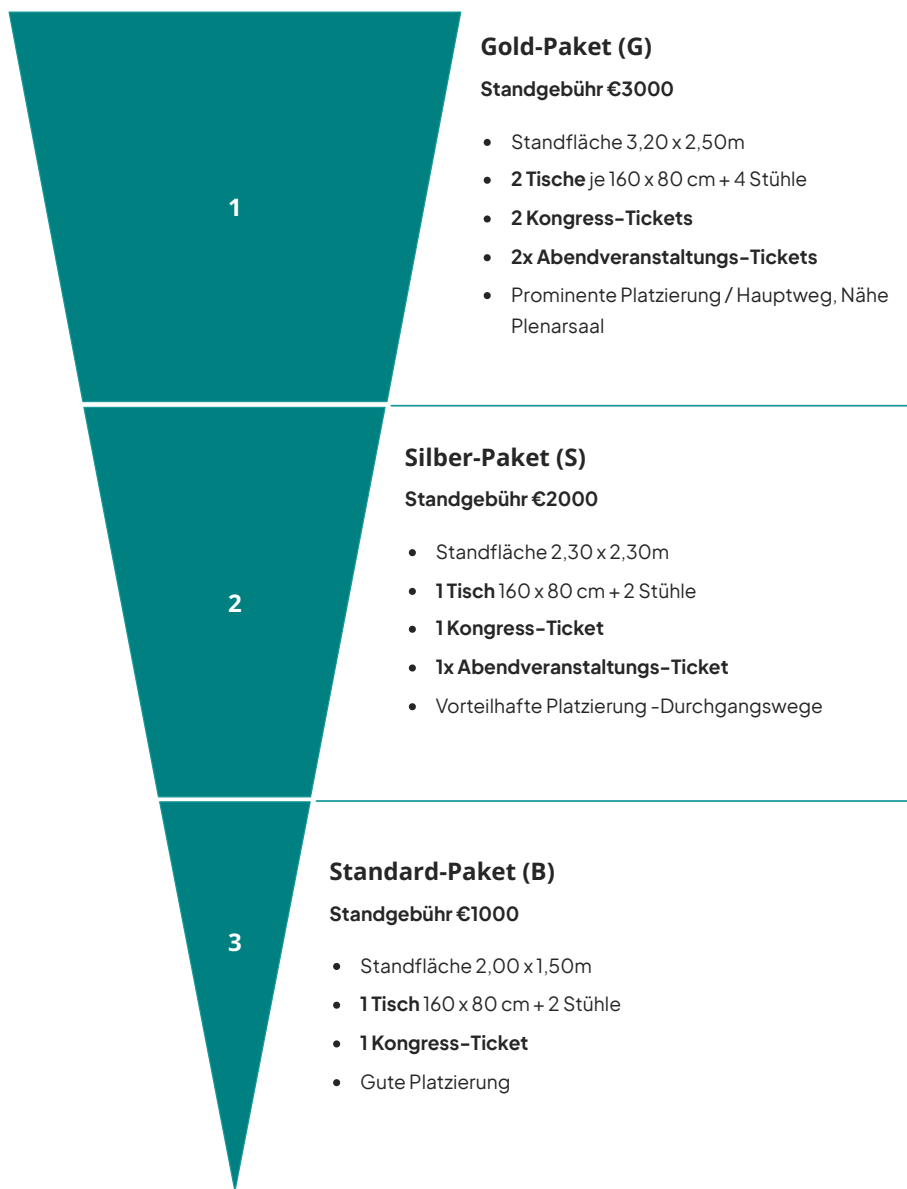 Gold-Paket (G)
Standgebühr €3000
• Standfläche 3,20 x 2,50m
• 2 Tische je 160 x 80 cm + 4 Stühle
• 2 Kongress-Tickets
• 2x Abendveranstaltungs-Tickets
• Prominente Platzierung / Hauptweg, Nähe
Plenarsaal
1
Silber-Paket (S)
Standgebühr €2000
• Standfläche 2,30 x 2,30m
• 1 Tisch 160 x 80 cm + 2 Stühle
• 1 Kongress-Ticket
• 1x Abendveranstaltungs-Ticket
• Vorteilhafte Platzierung -Durchgangswege
2
Standard-Paket (B)
Standgebühr €1000
• Standfläche 2,00 x 1,50m
• 1 Tisch 160 x 80 cm + 2 Stühle
• 1 Kongress-Ticket
• Gute Platzierung
3